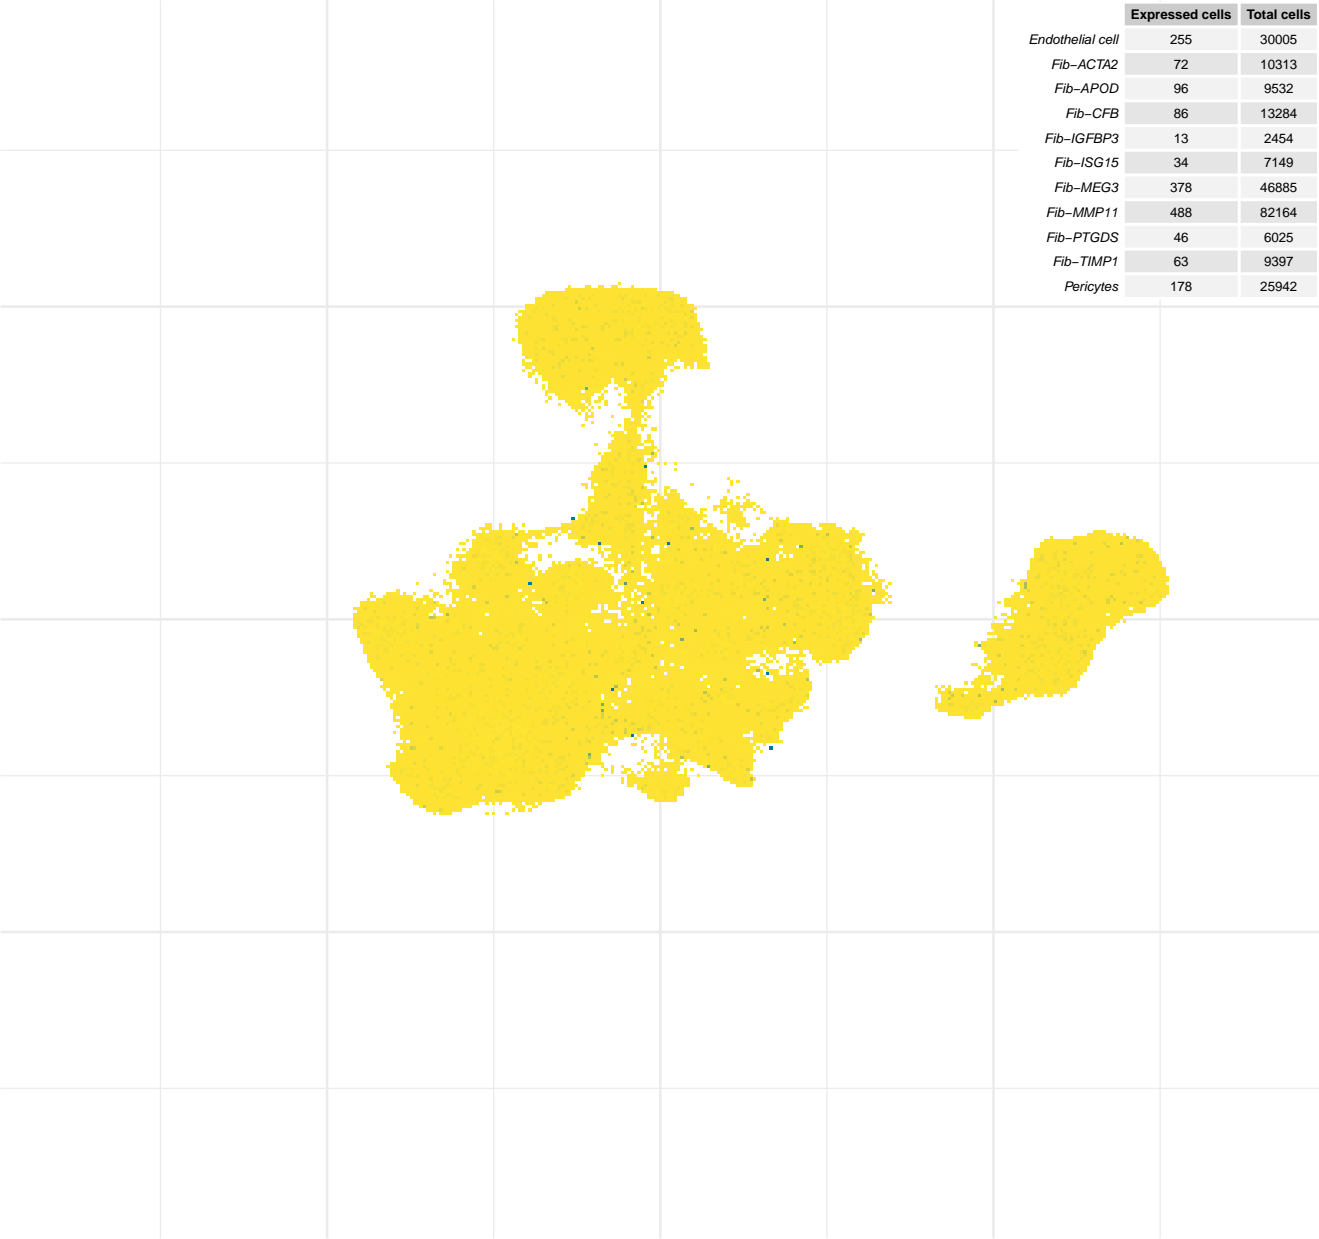 Expressed cells Total cells
Endothelial cell 255 30005
Fib−ACTA2 72 10313
Fib−APOD 96 9532
Fib−CFB 86 13284
Fib−IGFBP3 13 2454
Fib−ISG15 34 7149
Fib−MEG3 378 46885
Fib−MMP11 488 82164
Fib−PTGDS 46 6025
Fib−TIMP1 63 9397
Pericytes 178 25942